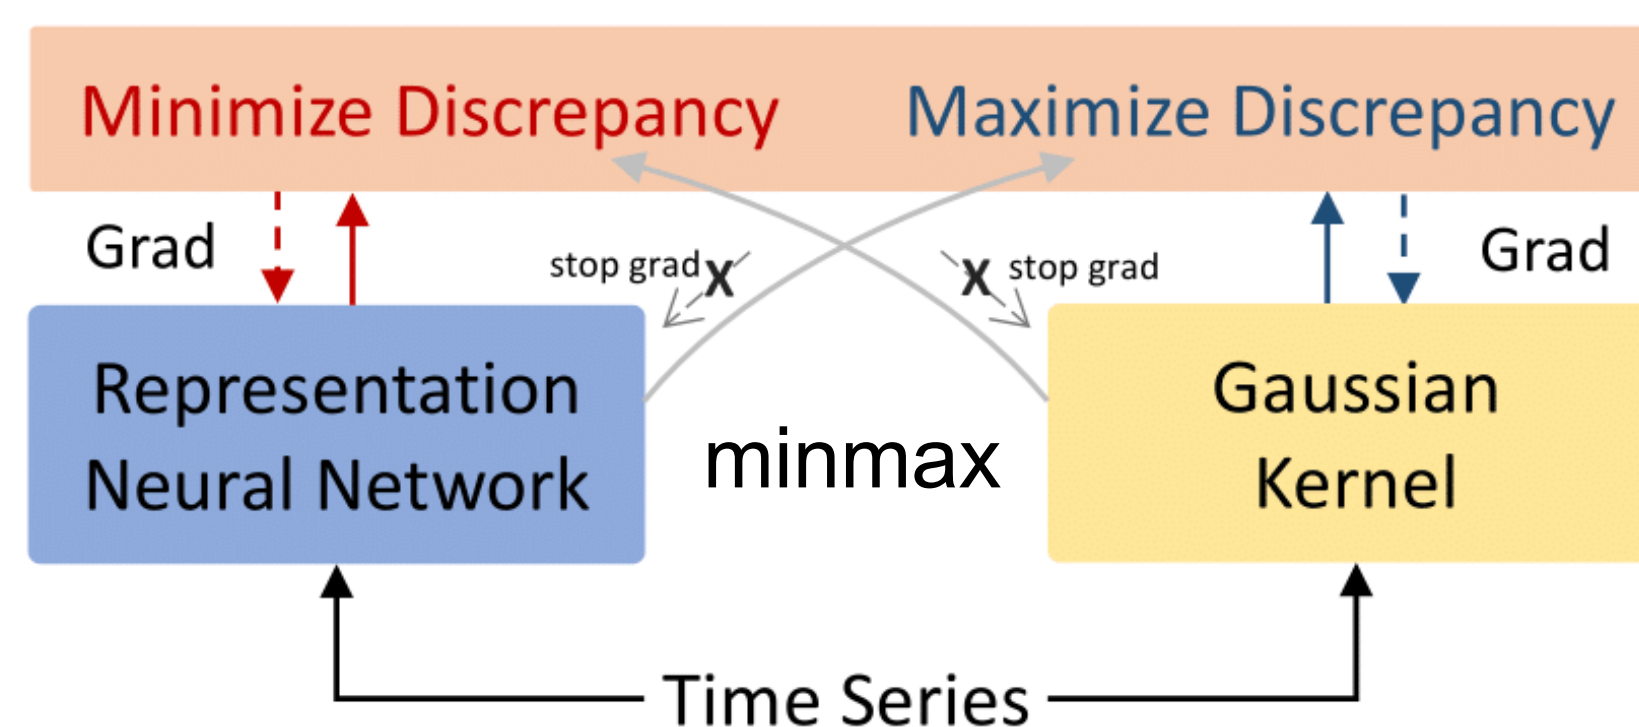 Minimize Discrepancy
Maximize Discrepancy
Grad
stop grad X
X stop grad
Grad
Representation
Neural Network
minmax
Gaussian
Kernel
Time Series